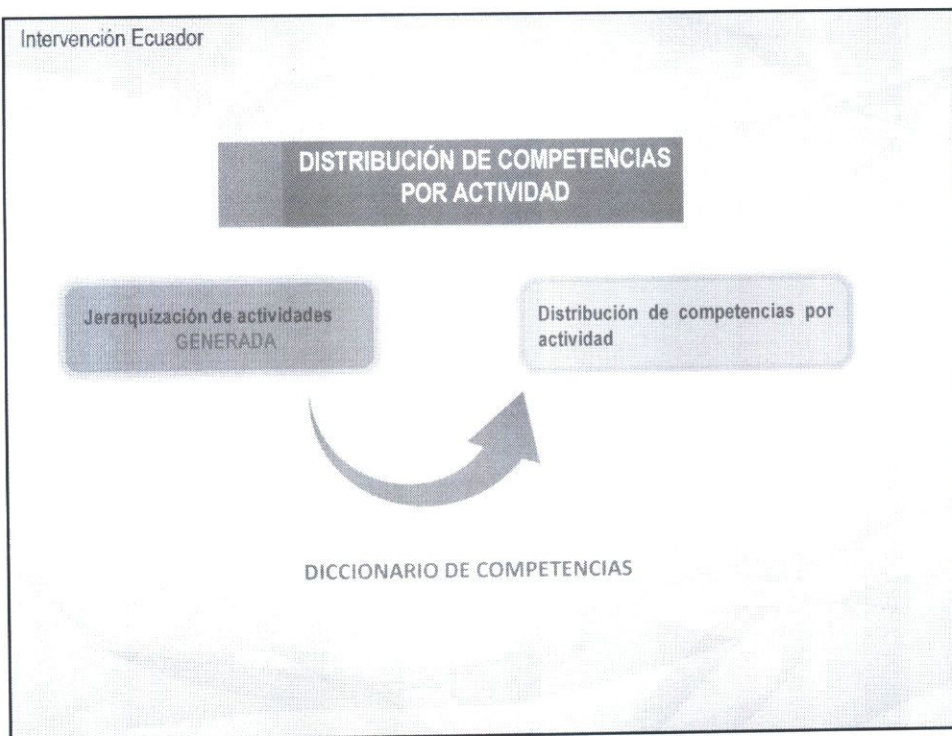 Intervención Ecuador
DISTRIBUCIÓN DE COMPETENCIAS
POR ACTIVIDAD
Jerarquización de actividades
GENERADA
Distribución de competencias por
actividad
DICCIONARIO DE COMPETENCIAS